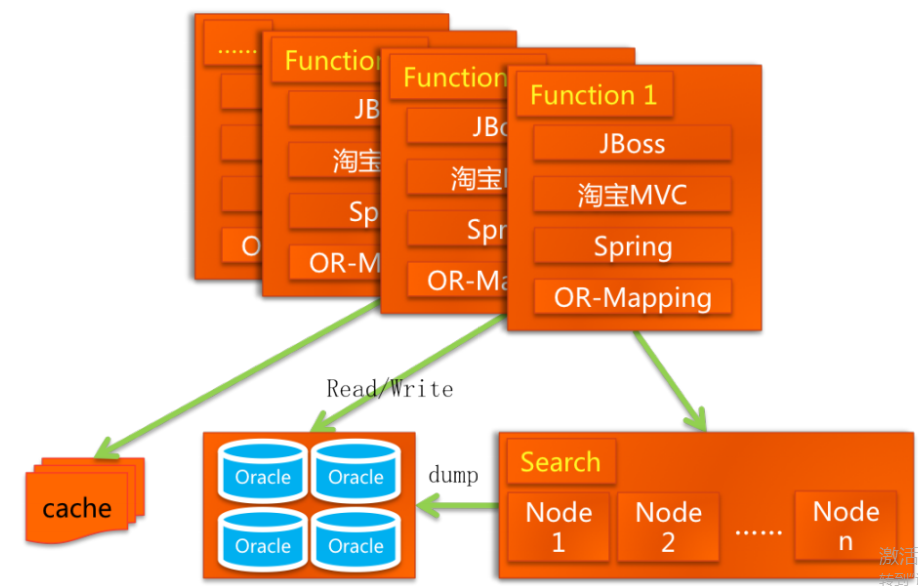 ......
Function
Function
Function 1
JB
JBo
JBoss
淘宝
淘宝
淘宝MVC
Sp
Spr
Spring
O
OR-M
OR-Ma
OR-Mapping
Read/Write
cache
Oracle
Oracle
Oracle
Oracle
dump
Search
Node
1
Node
2
......
Node
n
激活